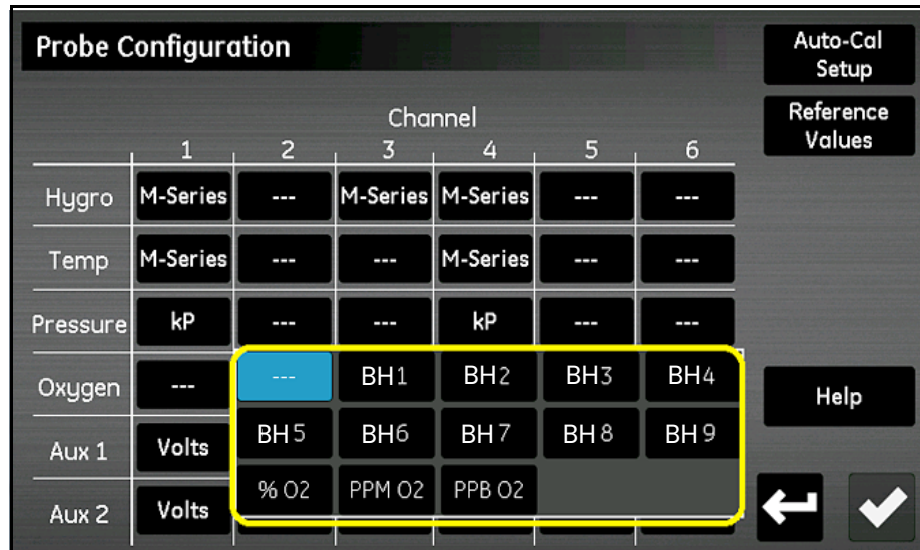 Probe Configuration
Auto-Cal
Setup
Reference
Values
Channel
1 2 3 4 5 6
Hygro M-Series --- M-Series M-Series --- ---
Temp M-Series --- --- M-Series --- ---
Pressure kP --- --- kP --- ---
Oxygen --- --- BH1 BH2 BH3 BH4
Help
Aux 1 Volts BH5 BH6 BH7 BH8 BH9
Aux 2 Volts % O2 PPM O2 PPB O2